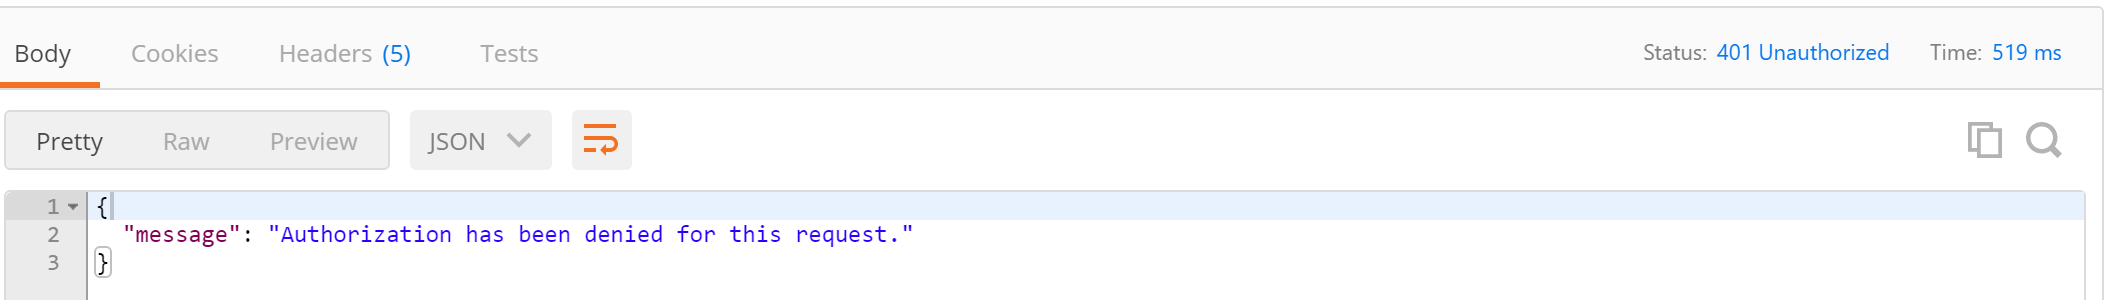 Body Cookies Headers (5) Tests Status: 401 Unauthorized Time: 519 ms
Pretty Raw Preview JSON
1 {
2 "message": "Authorization has been denied for this request."
3 }